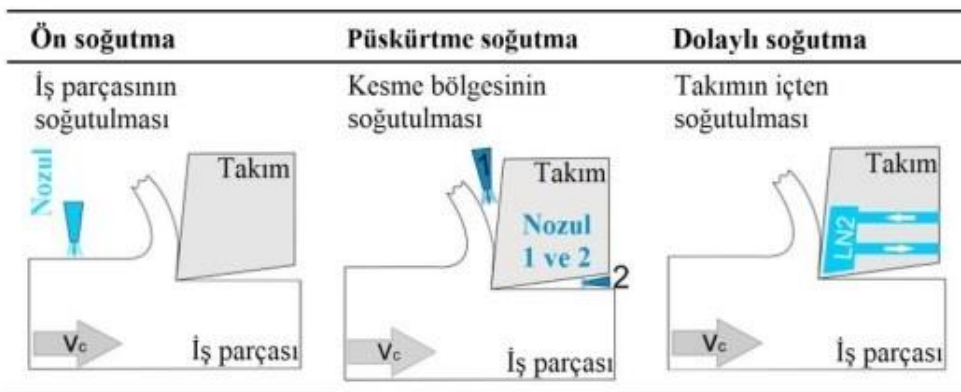 Ön soğutma
Püskürtme soğutma
Dolaylı soğutma
İş parçasının
soğutulması
Kesme bölgesinin
soğutulması
Takımın içten
soğutulması
Nozul
Takım
Vc
İş parçası
1
Takım
Nozul
1 ve 2
2
Vc
İş parçası
Takım
LN2
Vc
İş parçası